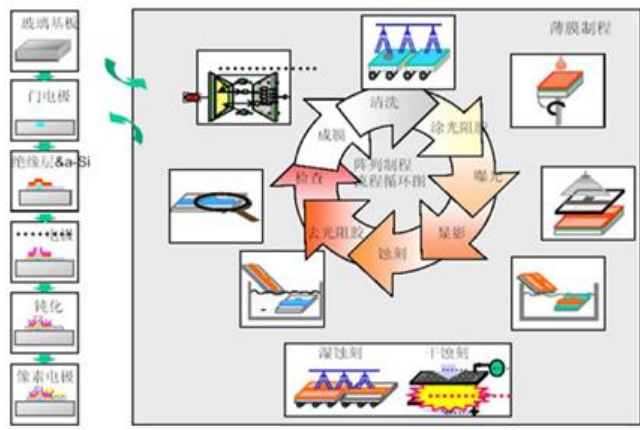 玻璃基板
门电极
绝缘层&a-Si
电极
钝化
像素电极
薄膜制程
清洗
涂光阻胶
曝光
显影
蚀刻
去光阻胶
检查
成膜
阵列制程
流程循环图
湿蚀刻
干蚀刻